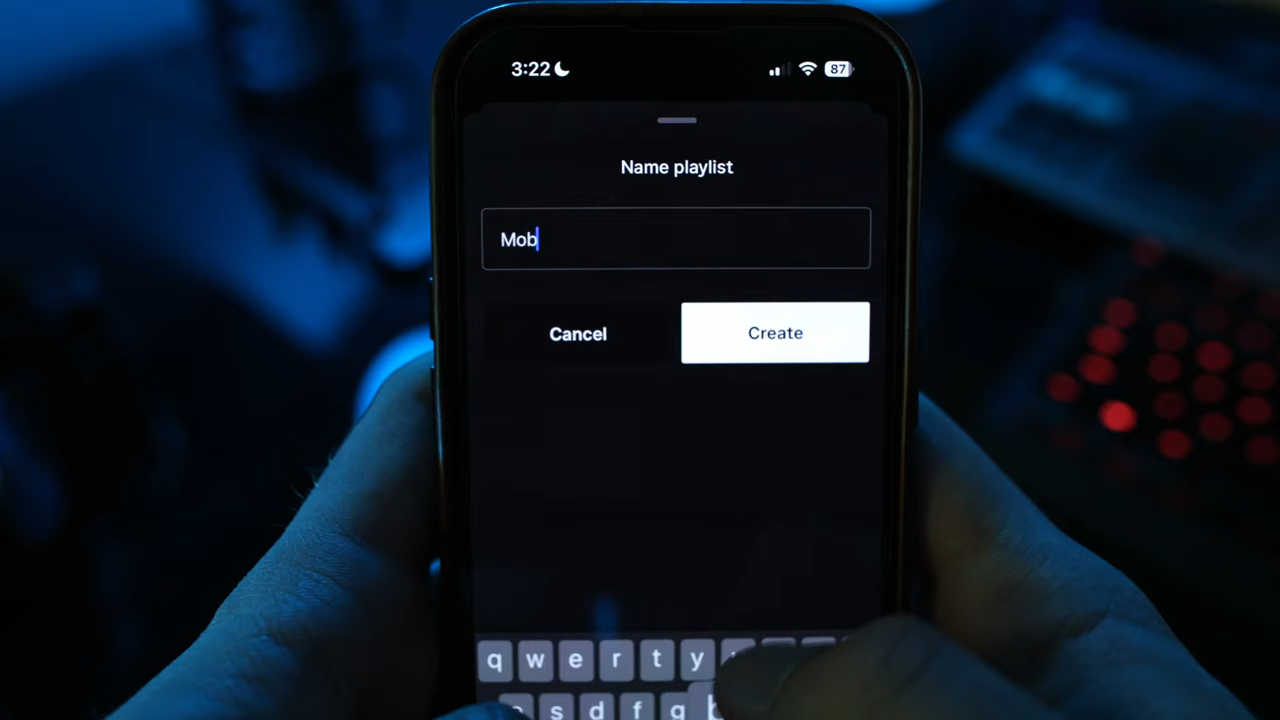 3:22
87
Name playlist
Mob
Cancel
Create
q w e r t y
s d f g b